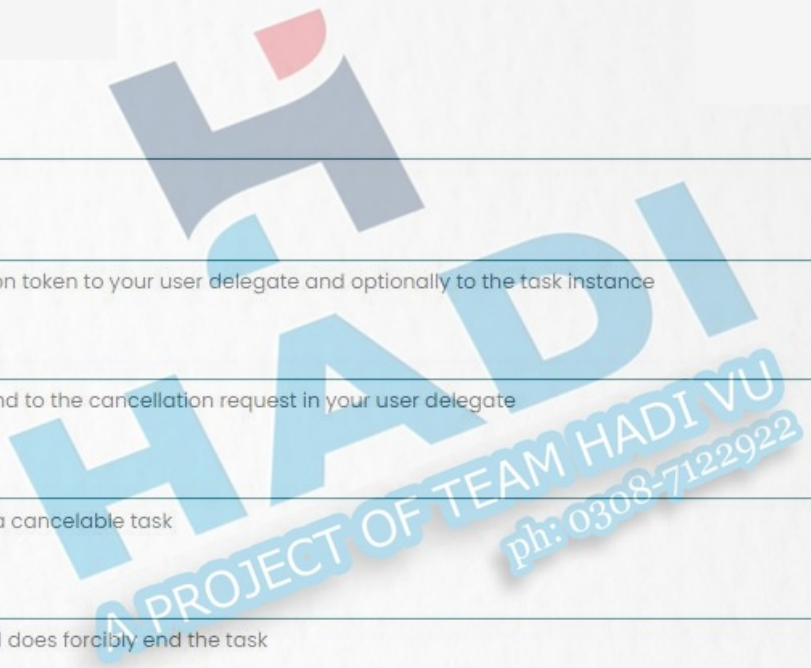 on token to your user delegate and optionally to the task instance
nd to the cancellation request in your user delegate
a cancelable task
does forcibly end the task
HADI
A PROJECT OF TEAM HADI VU
ph: 0308-7122922